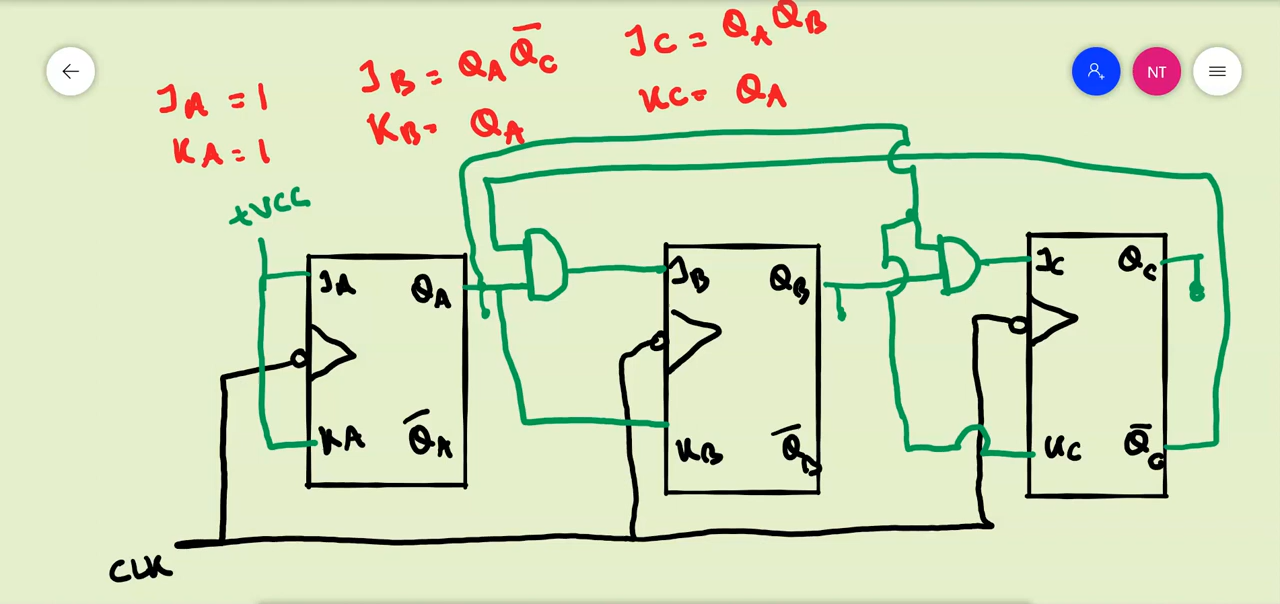 JA = 1
KA = 1
JB = QA Q̅C
KB = QA
JC = QA QB
KC = QA
+VCC
JA QA
KA Q̅A
JB QB
KB Q̅B
JC QC
KC Q̅C
CLK
NT